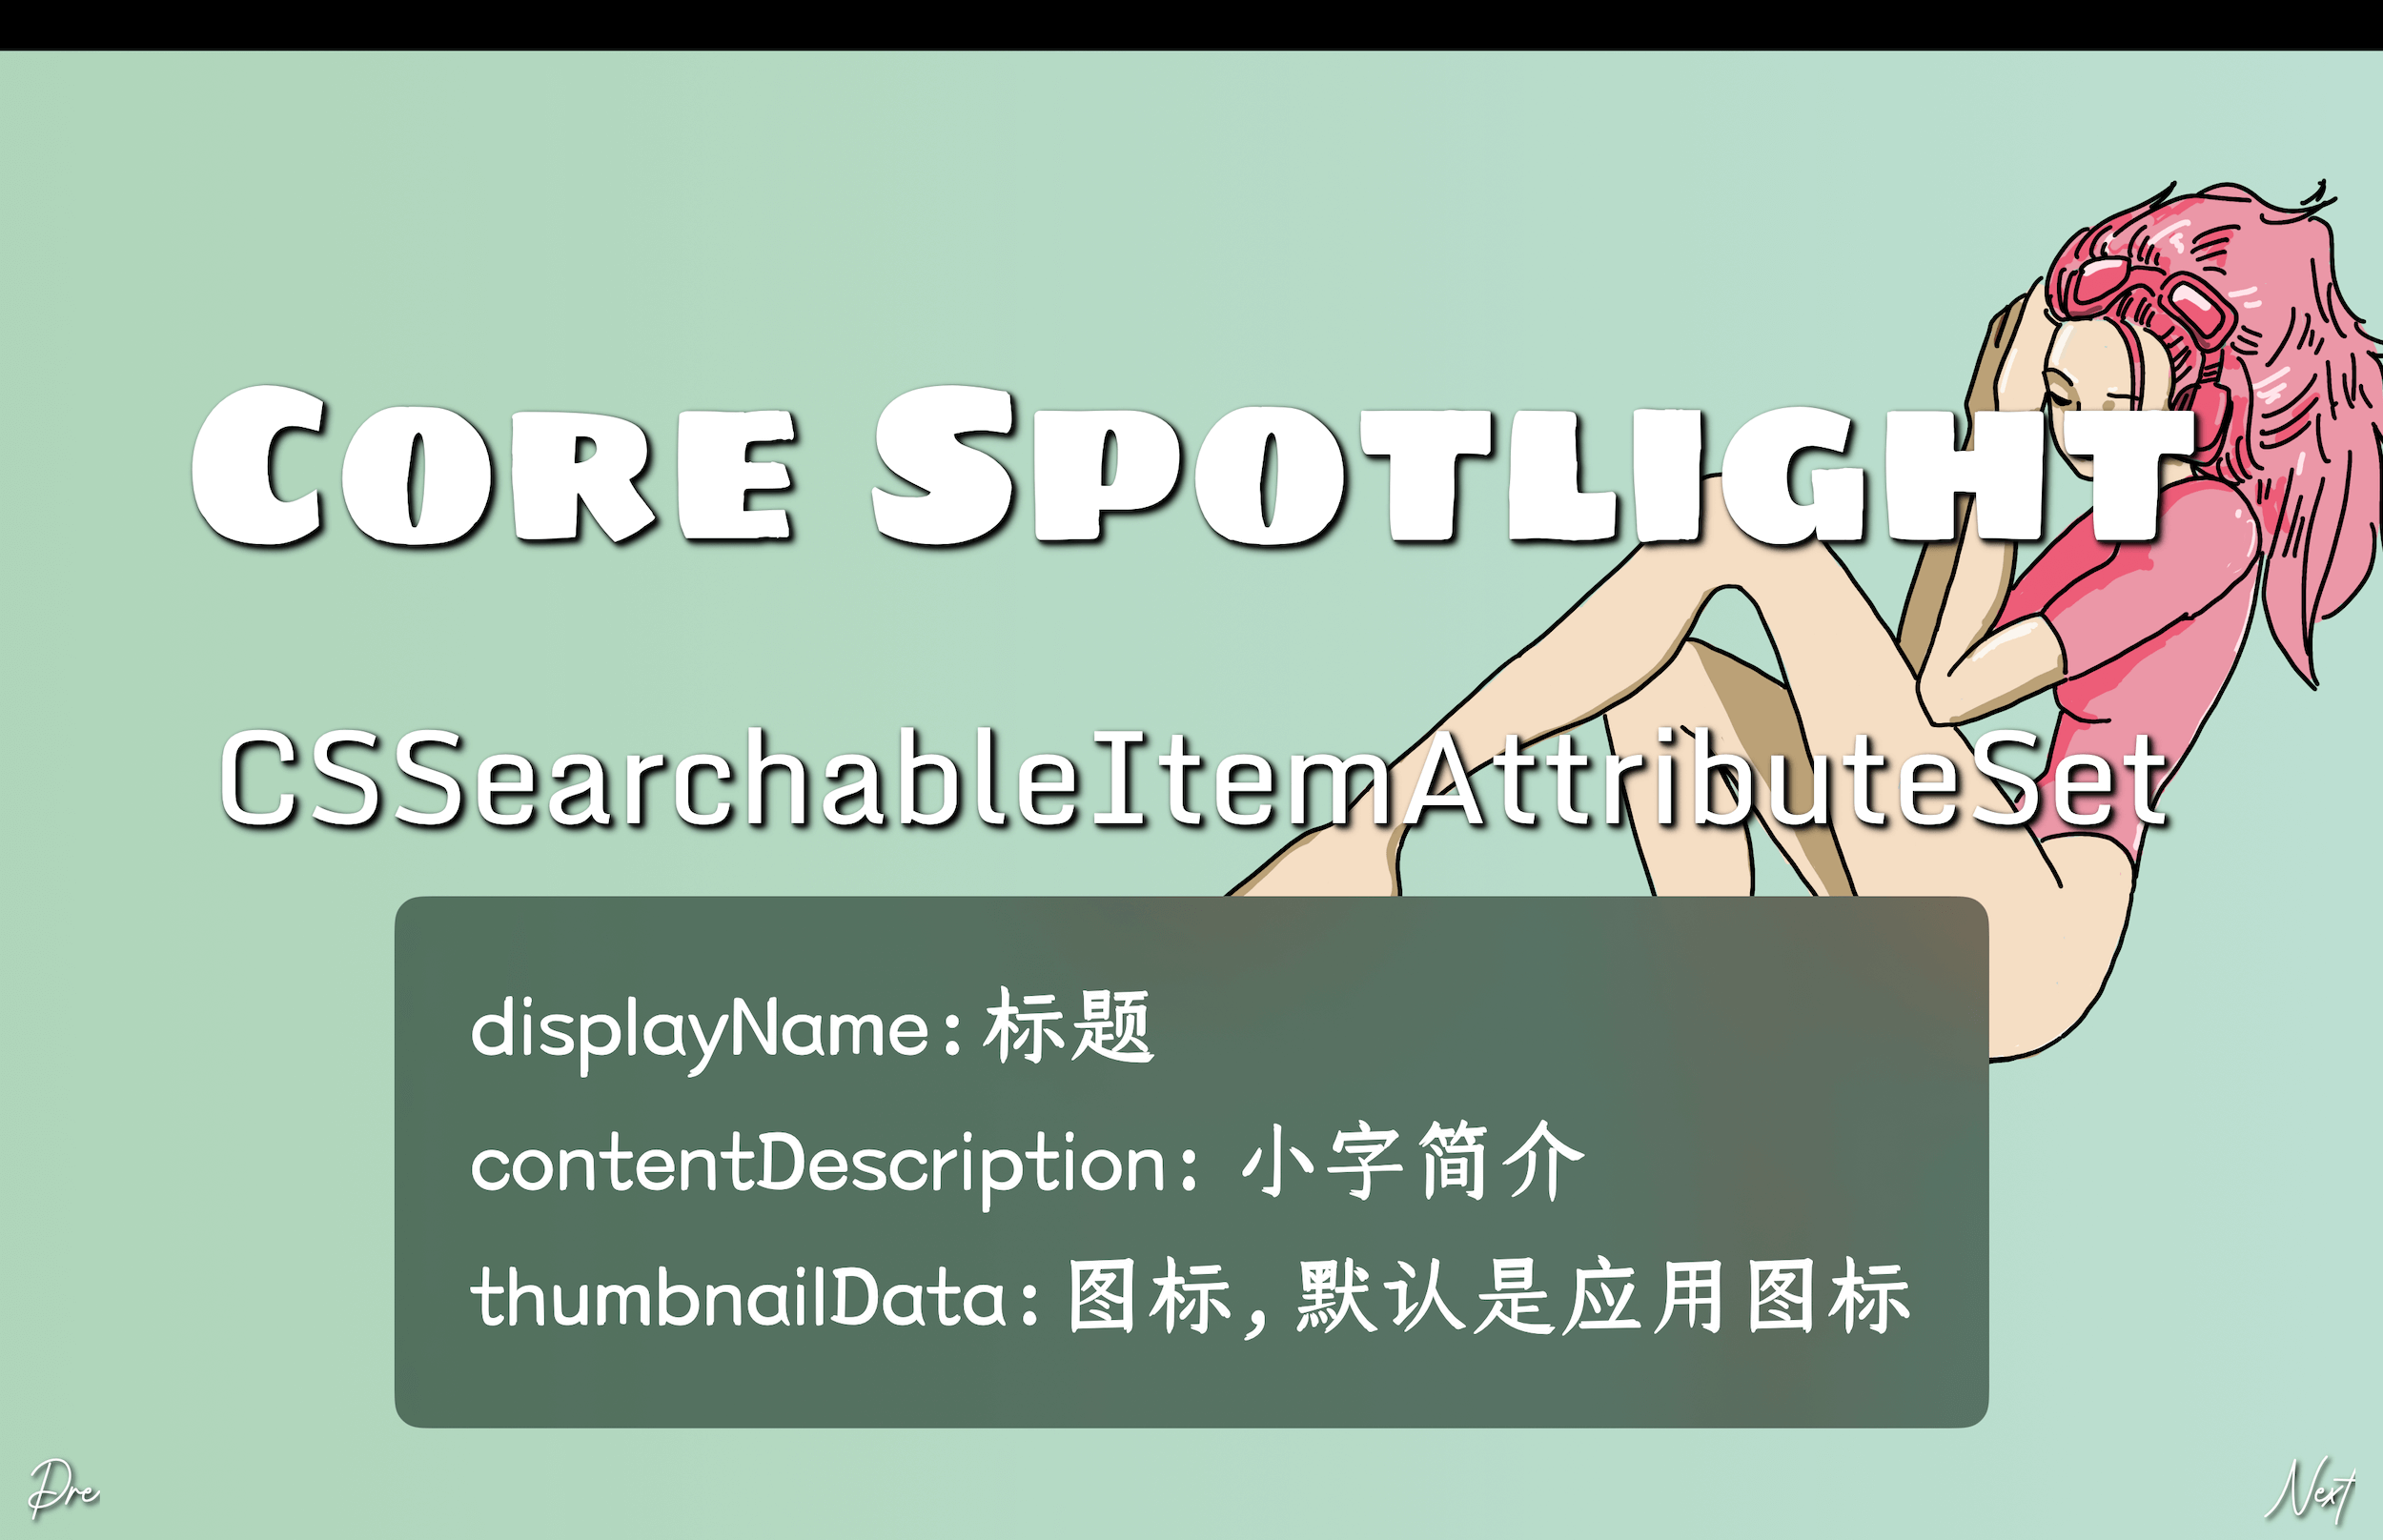 Core Spotlight
CSSearchableItemAttributeSet
displayName：标题
contentDescription： 小字简介
thumbnailData：图标，默认是应用图标
Pre
Next